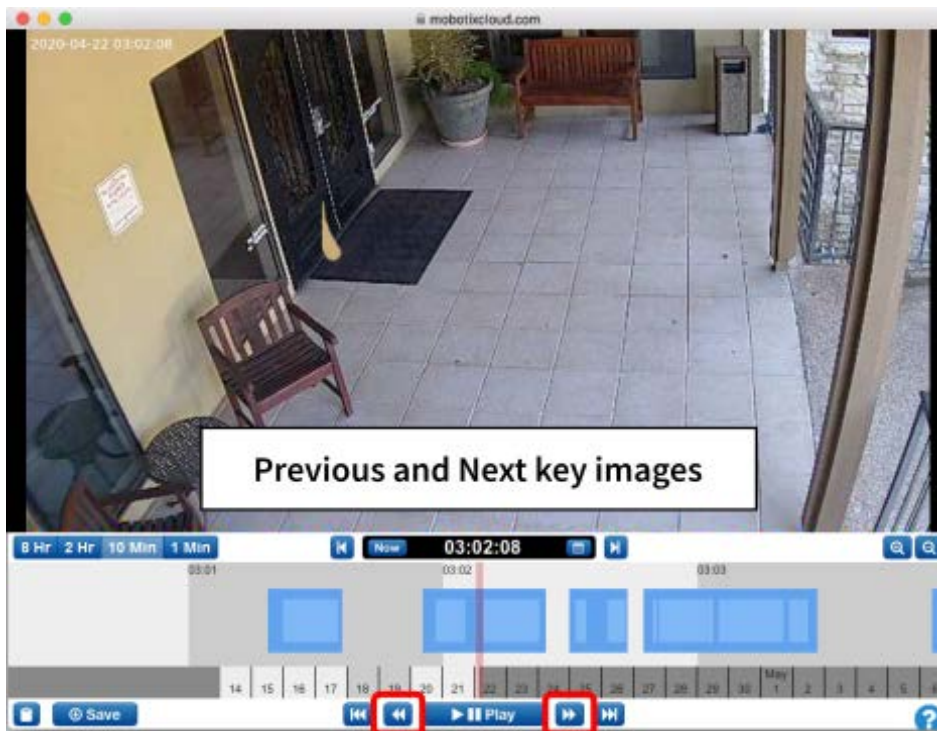 mobotixcloud.com
2020-04-22 03:02:08
Previous and Next key images
8 Hr 2 Hr 10 Min 1 Min Now 03:02:08
03:01 03:02 03:03
May
14 15 16 17 18 19 20 21 22 23 24 25 26 27 28 29 30 1 2 3 4 5
Save Play ?